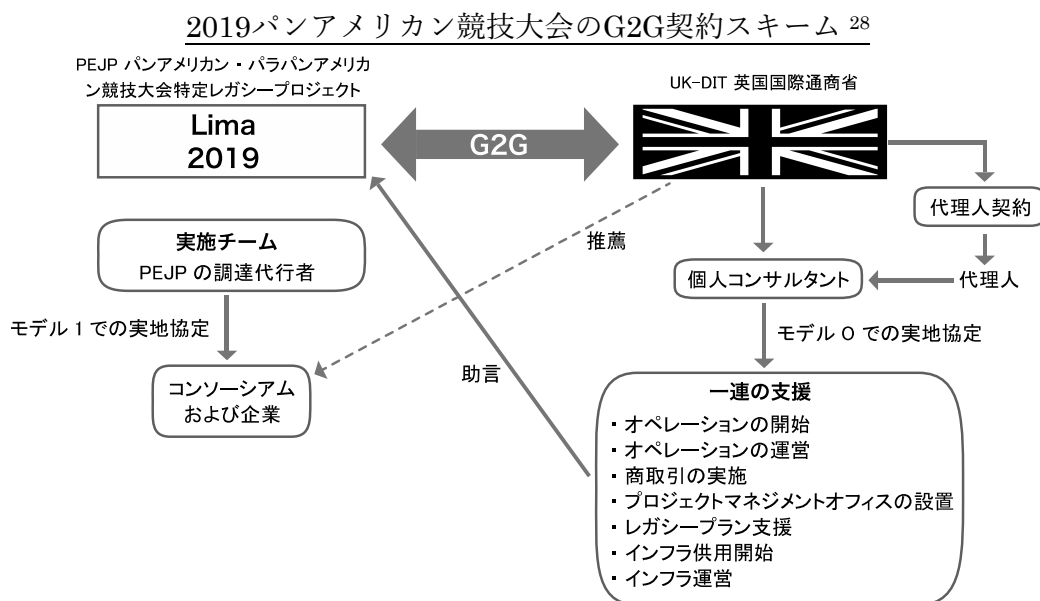 2019パンアメリカン競技大会のG2G契約スキーム 28
PEJP パンアメリカン・パラパンアメリカ
ン競技大会特定レガシープロジェクト
Lima
2019
G2G
UK-DIT 英国国際通商省
代理人契約
代理人
実施チーム
PEJP の調達代行者
推薦
個人コンサルタント
モデル 1 での実地協定
モデル 0 での実地協定
コンソーシアム
および企業
助言
一連の支援
・オペレーションの開始
・オペレーションの運営
・商取引の実施
・プロジェクトマネジメントオフィスの設置
・レガシープラン支援
・インフラ供用開始
・インフラ運営